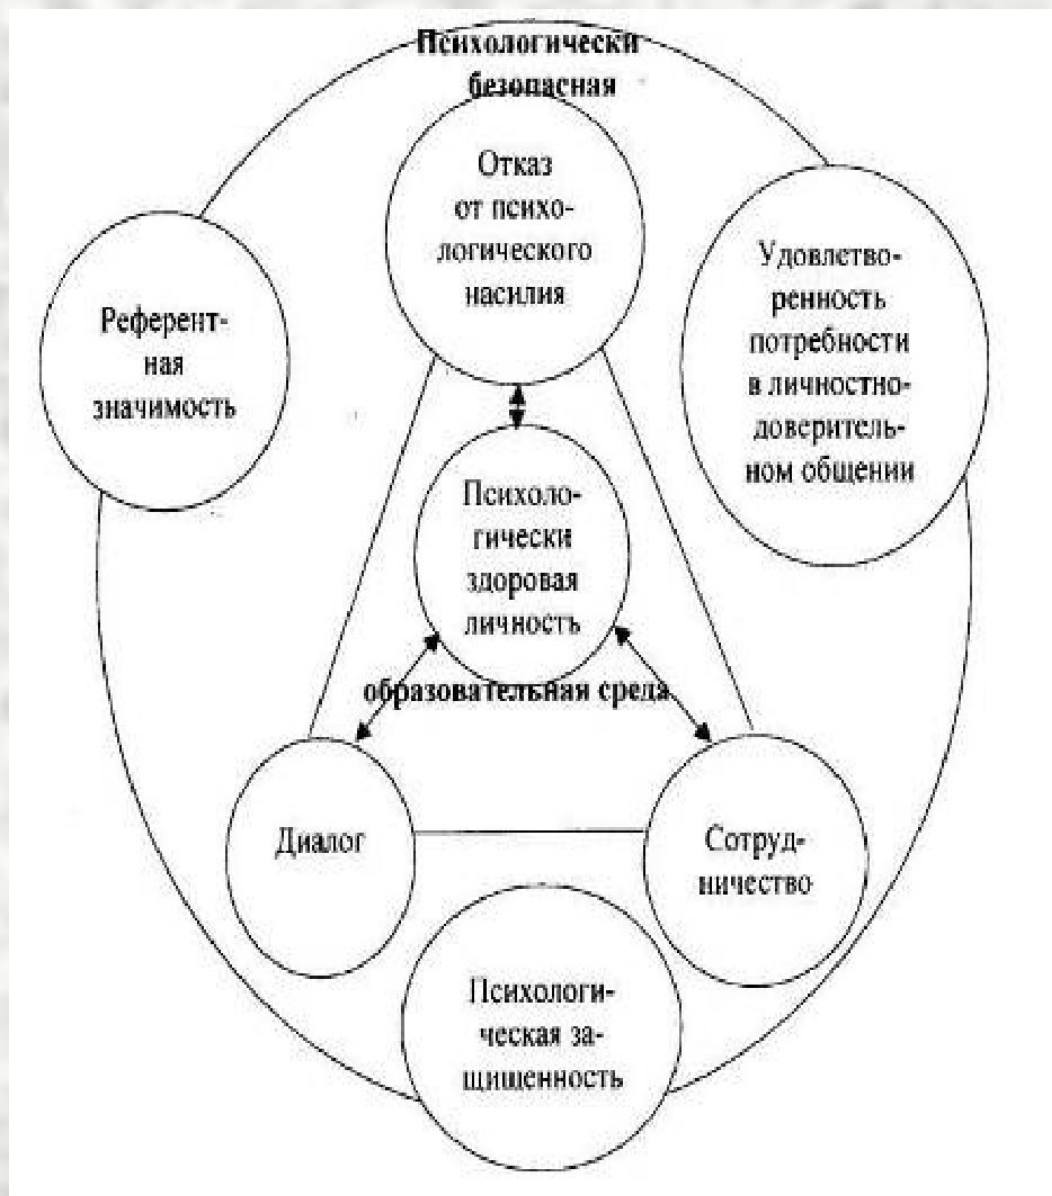 Психологически
безопасная
Отказ
от психо-
логического
насилия
Референт-
ная
значимость
Удовлетво-
ренность
потребности
в личностно-
доверитель-
ном общении
Психоло-
гически
здоровая
личность
образовательная среда
Диалог
Сотруд-
ничество
Психологи-
ческая за-
щищенность